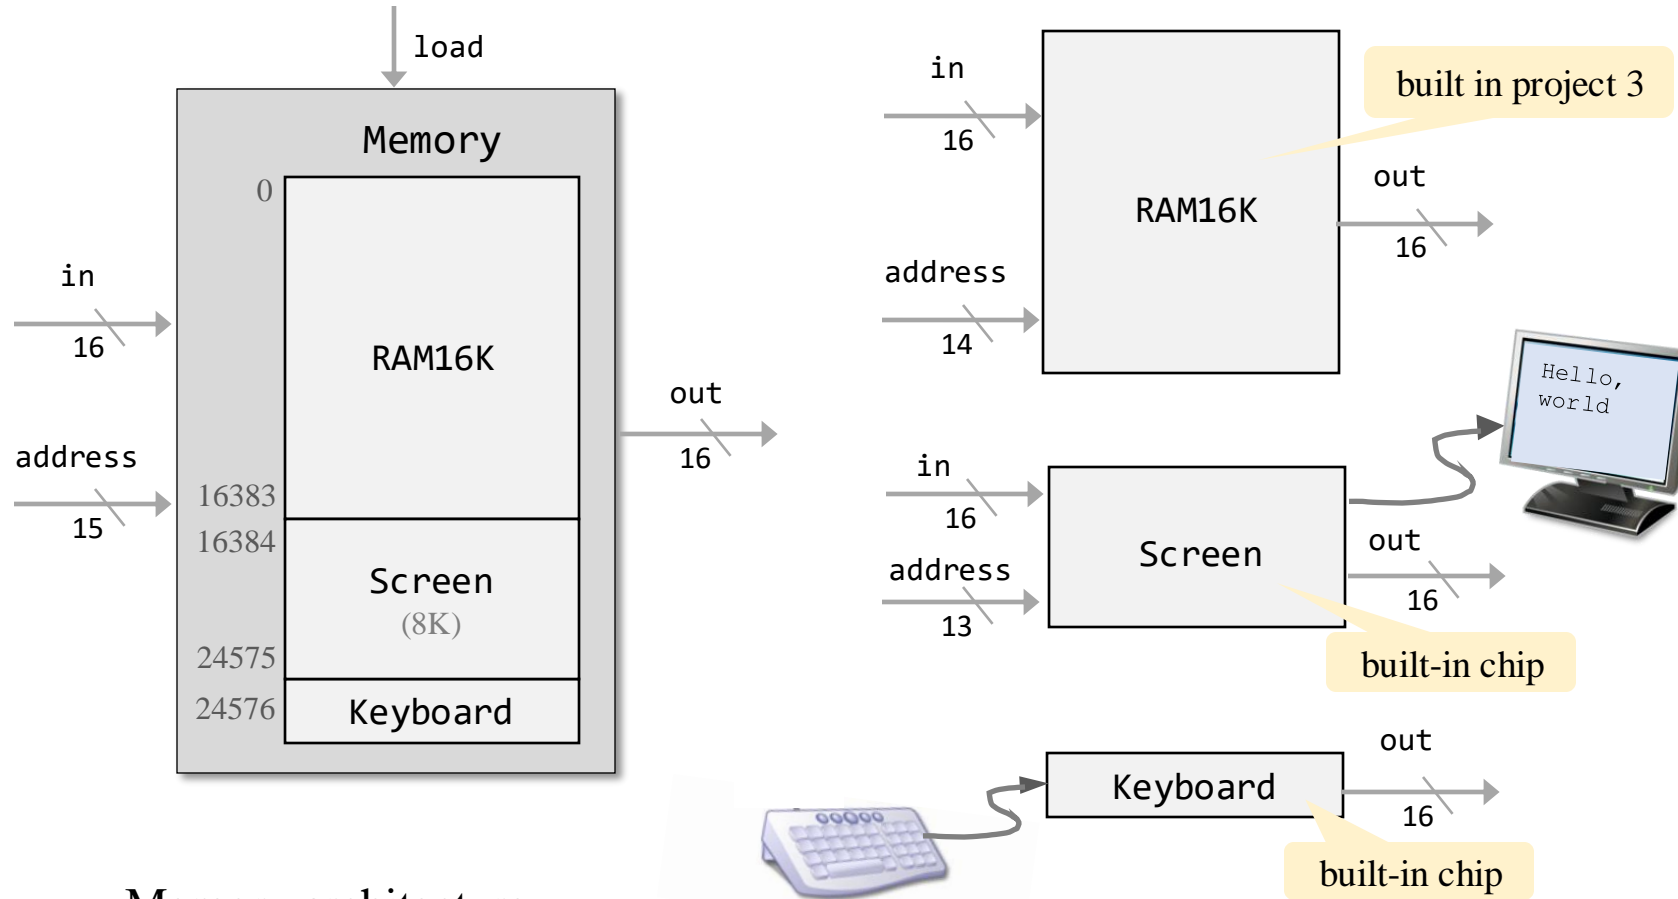 load
Memory
0
in
16
RAM16K
address
15
16383
16384
Screen
(8K)
24575
24576
Keyboard
out
16
in
16
address
14
RAM16K
built in project 3
out
16
Hello,
world
in
16
address
13
Screen
out
16
built-in chip
Keyboard
out
16
built-in chip